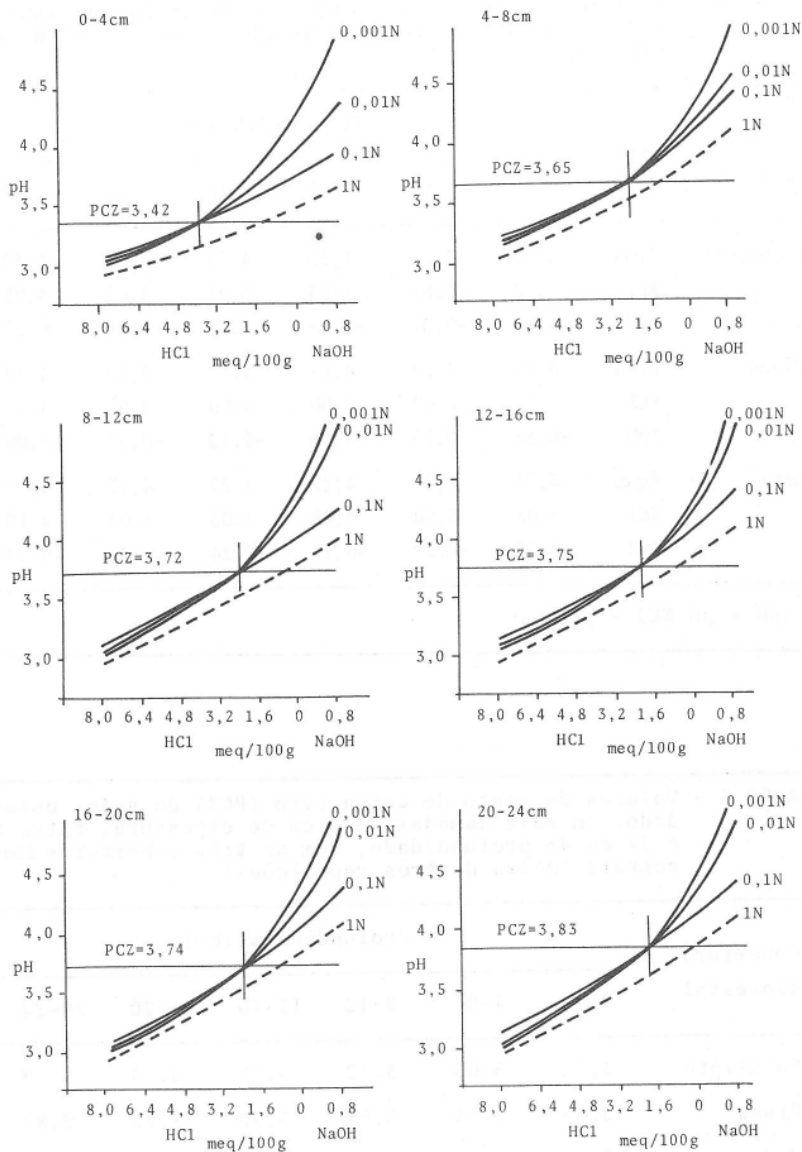 0-4cm
0,001N
4,5
0,01N
4,0
0,1N
pH
PCZ=3,42
1N
3,5
3,0
8,0 6,4 4,8 3,2 1,6 0 0,8
HCl meq/100g NaOH
4-8cm
0,001N
4,5
0,01N
0,1N
4,0
1N
PCZ=3,65
pH
3,5
3,0
8,0 6,4 4,8 3,2 1,6 0 0,8
HCl meq/100g NaOH
8-12cm
0,001N
0,01N
4,5
0,1N
4,0
1N
PCZ=3,72
pH
3,5
3,0
8,0 6,4 4,8 3,2 1,6 0 0,8
HCl meq/100g NaOH
12-16cm
0,001N
0,01N
4,5
0,1N
4,0
1N
PCZ=3,75
pH
3,5
3,0
8,0 6,4 4,8 3,2 1,6 0 0,8
HCl meq/100g NaOH
16-20cm
0,001N
0,01N
4,5
0,1N
4,0
1N
PCZ=3,74
pH
3,5
3,0
8,0 6,4 4,8 3,2 1,6 0 0,8
HCl meq/100g NaOH
20-24cm
0,001N
0,01N
4,5
0,1N
4,0
1N
PCZ=3,83
pH
3,5
3,0
8,0 6,4 4,8 3,2 1,6 0 0,8
HCl meq/100g NaOH